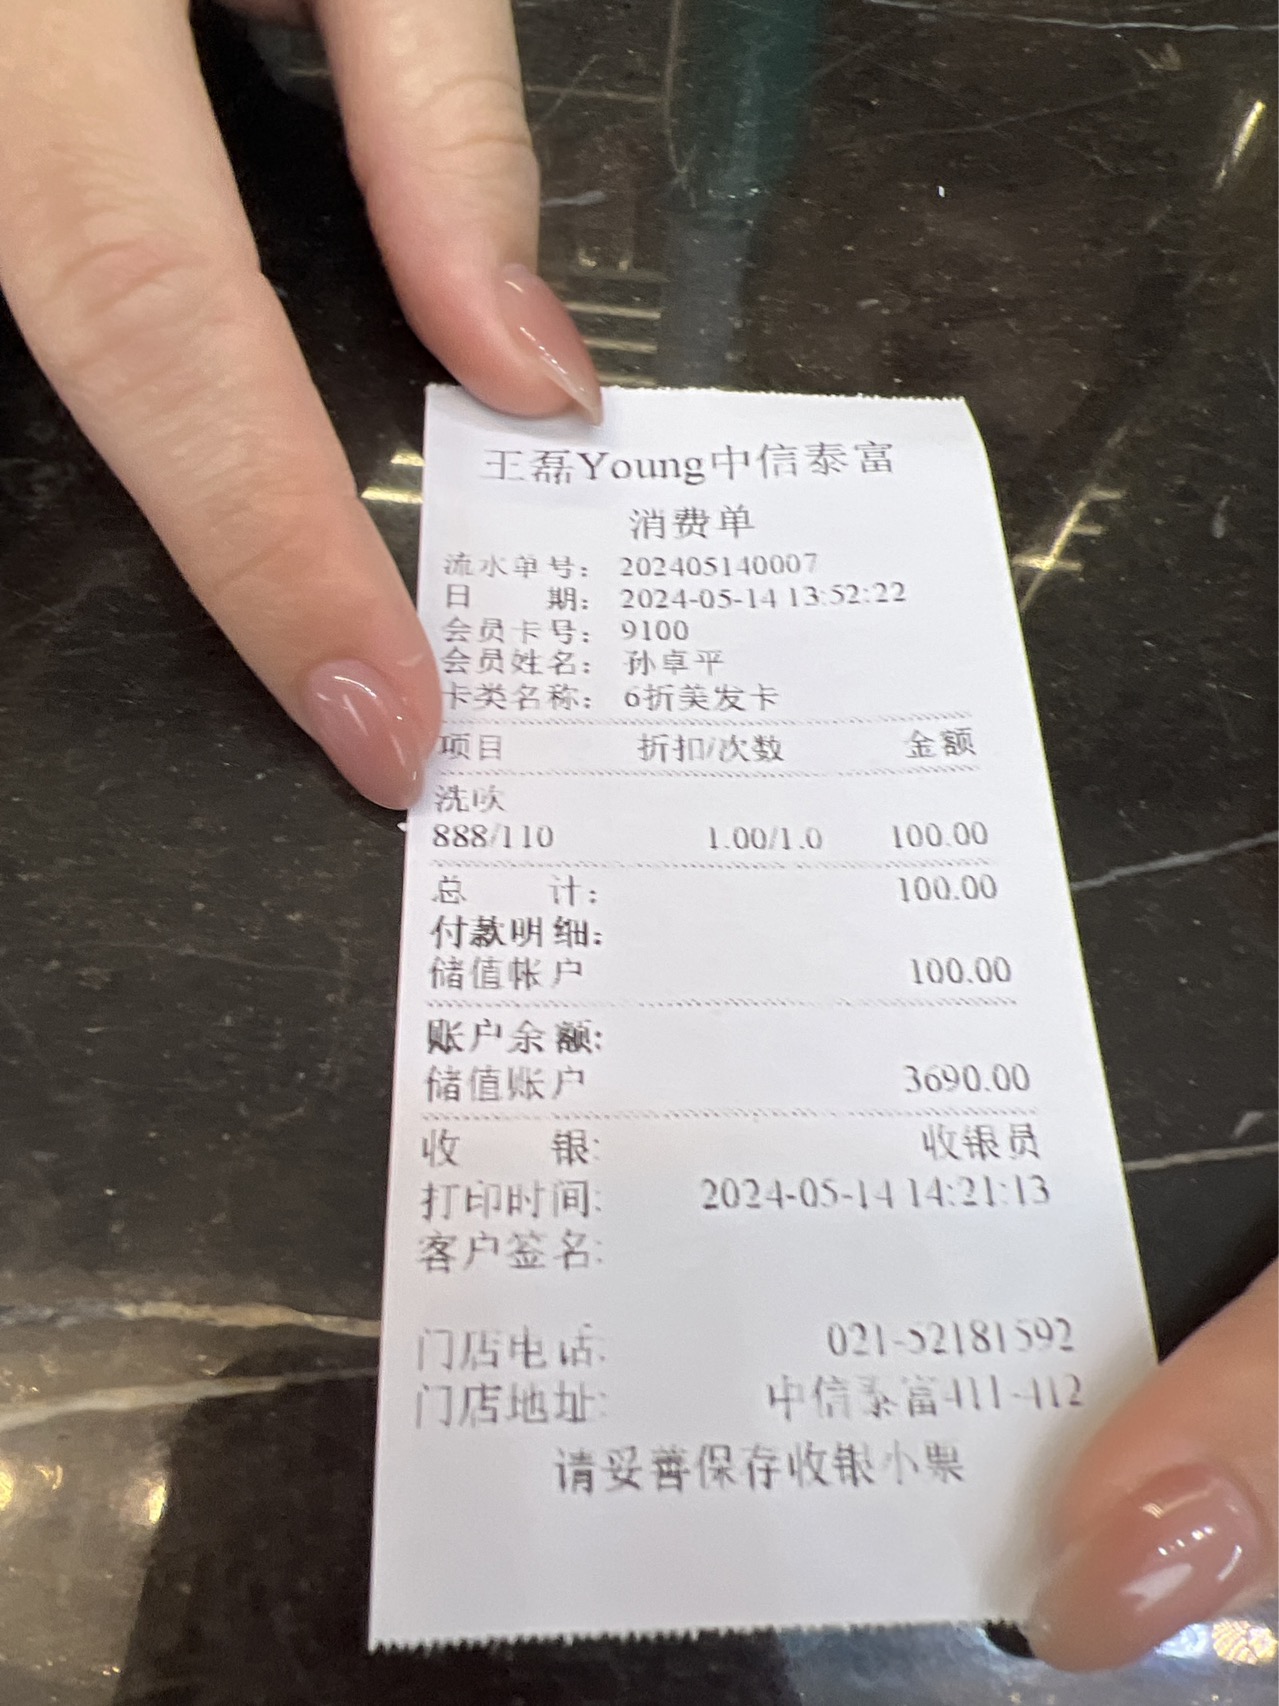 王磊Young中信泰富
消费单
流水单号： 202405140007
日 期： 2024-05-14 13:52:22
会员卡号： 9100
会员姓名： 孙卓平
卡类名称： 6折美发卡
项目 折扣/次数 金额
洗吹
888/110 1.00/1.0 100.00
总 计： 100.00
付款明细:
储值帐户 100.00
账户余额:
储值账户 3690.00
收 银: 收银员
打印时间: 2024-05-14 14:21:13
客户签名:
门店电话: 021-52181592
门店地址: 中信泰富411-412
请妥善保存收银小票